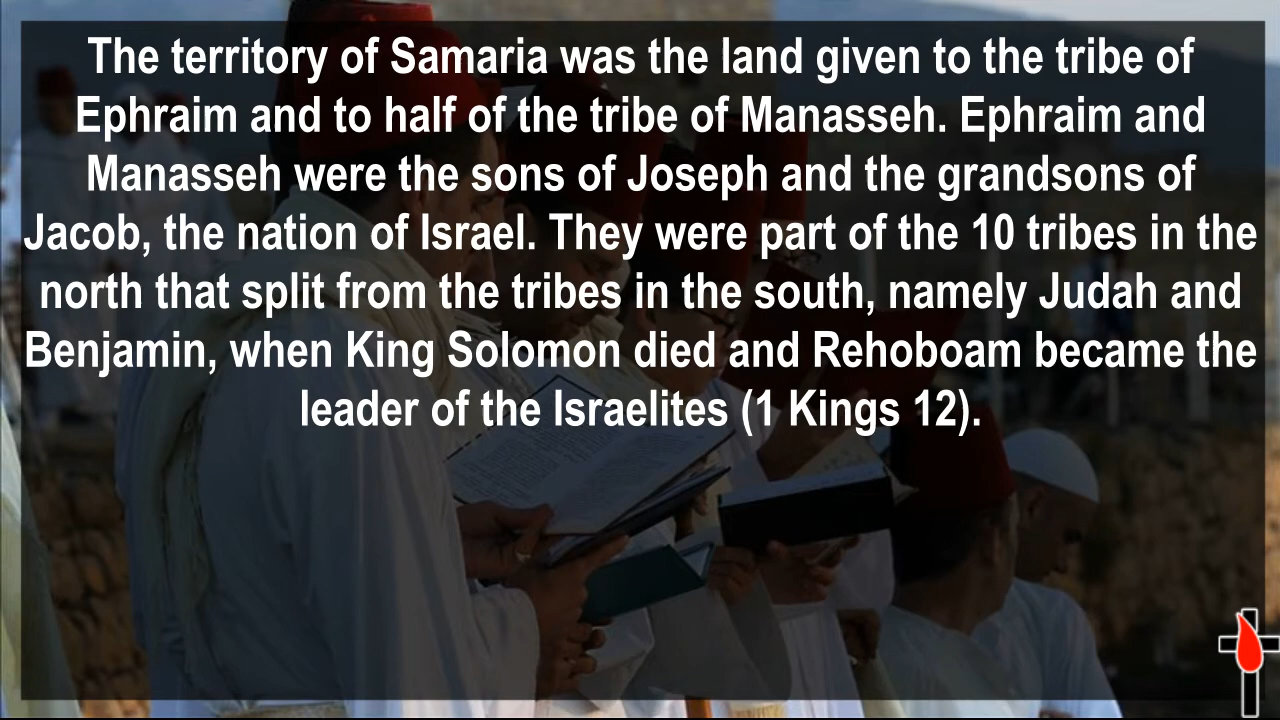 The territory of Samaria was the land given to the tribe of
Ephraim and to half of the tribe of Manasseh. Ephraim and
Manasseh were the sons of Joseph and the grandsons of
Jacob, the nation of Israel. They were part of the 10 tribes in the
north that split from the tribes in the south, namely Judah and
Benjamin, when King Solomon died and Rehoboam became the
leader of the Israelites (1 Kings 12).